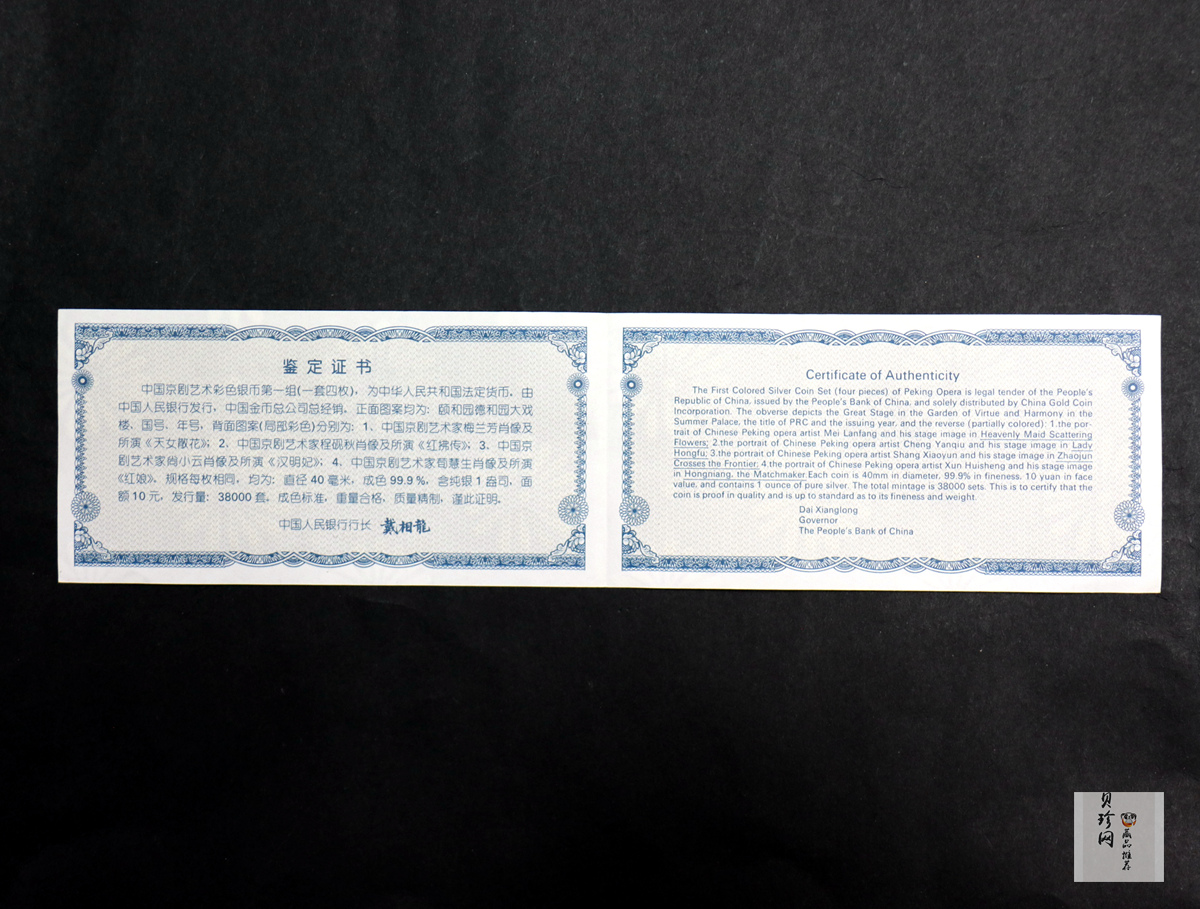 鉴定证书
中国京剧艺术彩色银币第一组(一套四枚)，为中华人民共和国法定货币，由
中国人民银行发行，中国金币总公司总经销，正面图案均为：颐和园德和园大戏
楼、国号、年号，背面图案(局部彩色)分别为：1、中国京剧艺术家梅兰芳肖像及
所演《天女散花》；2、中国京剧艺术家程砚秋肖像及所演《红拂传》；3、中国京
剧艺术家尚小云肖像及所演《汉明妃》；4、中国京剧艺术家荀慧生肖像及所演
《红娘》，规格每枚相同，均为：直径40毫米，成色99.9%，含纯银1盎司，面
额10元，发行量：38000套，成色标准，重量合格，质量精制，谨此证明。
中国人民银行行长 戴相龍
Certificate of Authenticity
The First Colored Silver Coin Set (four pieces) of Peking Opera is legal tender of the People's
Republic of China, issued by the People's Bank of China, and solely distributed by China Gold Coin
Incorporation. The obverse depicts the Great Stage in the Garden of Virtue and Harmony in the
Summer Palace, the title of PRC and the issuing year, and the reverse (partially colored): 1.the por-
trait of Chinese Peking opera artist Mei Lanfang and his stage image in Heavenly Maid Scattering
Flowers; 2.the portrait of Chinese Peking opera artist Cheng Yanqiu and his stage image in Lady
Hongfu; 3.the portrait of Chinese Peking opera artist Shang Xiaoyun and his stage image in Zhaojun
Crosses the Frontier; 4.the portrait of Chinese Peking opera artist Xun Huisheng and his stage image
in Hongniang, the Matchmaker.Each coin is 40mm in diameter, 99.9% in fineness, 10 yuan in face
value, and contains 1 ounce of pure silver. The total mintage is 38000 sets. This is to certify that the
coin is proof in quality and is up to standard as to its fineness and weight.
Dai Xianglong
Governor
The People's Bank of China
贝珍网
藏品推荐